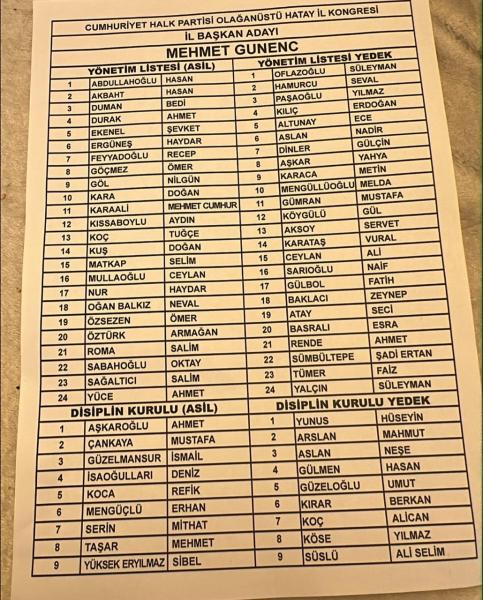 CUMHURİYET HALK PARTİSİ OLAĞANÜSTÜ HATAY İL KONGRESİ
İL BAŞKAN ADAYI
MEHMET GUNENC
YÖNETİM LİSTESİ (ASİL)
1 ABDULLAHOĞLU HASAN
2 AKBAHT HASAN
3 DUMAN BEDİ
4 DURAK AHMET
5 EKENEL ŞEVKET
6 ERGÜNEŞ HAYDAR
7 FEYYADOĞLU RECEP
8 GÖÇMEZ ÖMER
9 GÖL NİLGÜN
10 KARA DOĞAN
11 KARAALİ MEHMET CUMHUR
12 KISSABOYLU AYDIN
13 KOÇ TUĞÇE
14 KUŞ DOĞAN
15 MATKAP SELİM
16 MULLAOĞLU CEYLAN
17 NUR HAYDAR
18 OĞAN BALKIZ NEVAL
19 ÖZSEZEN ÖMER
20 ÖZTÜRK ARMAĞAN
21 ROMA SALİM
22 SABAHOĞLU OKTAY
23 SAĞALTICI SALİM
24 YÜCE AHMET
YÖNETİM LİSTESİ YEDEK
1 OFLAZOĞLU SÜLEYMAN
2 HAMURCU SEVAL
3 PAŞAOĞLU YILMAZ
4 KILIÇ ERDOĞAN
5 ALTUNAY ECE
6 ASLAN NADİR
7 DİNLER GÜLÇİN
8 AŞKAR YAHYA
9 KARACA METİN
10 MENGÜLLÜOĞLU MELDA
11 GÜMRAN MUSTAFA
12 KÖYGÜLÜ GÜL
13 AKSOY SERVET
14 KARATAŞ VURAL
15 CEYLAN ALİ
16 SARIOĞLU NAİF
17 GÜLBOL FATİH
18 BAKLACI ZEYNEP
19 ATAY SECİ
20 BASRALI ESRA
21 RENDE AHMET
22 SÜMBÜLTEPE ŞADİ ERTAN
23 TÜMER FAİZ
24 YALÇIN SÜLEYMAN
DİSİPLİN KURULU (ASİL)
1 AŞKAROĞLU AHMET
2 ÇANKAYA MUSTAFA
3 GÜZELMANSUR İSMAİL
4 İSAOĞULLARI DENİZ
5 KOCA REFİK
6 MENGÜÇLÜ ERHAN
7 SERİN MİTHAT
8 TAŞAR MEHMET
9 YÜKSEK ERYILMAZ SİBEL
DİSİPLİN KURULU YEDEK
1 YUNUS HÜSEYİN
2 ARSLAN MAHMUT
3 ASLAN NEŞE
4 GÜLMEN HASAN
5 GÜZELOĞLU UMUT
6 KIRAR BERKAN
7 KOÇ ALİCAN
8 KÖSE YILMAZ
9 SÜSLÜ ALİ SELİM